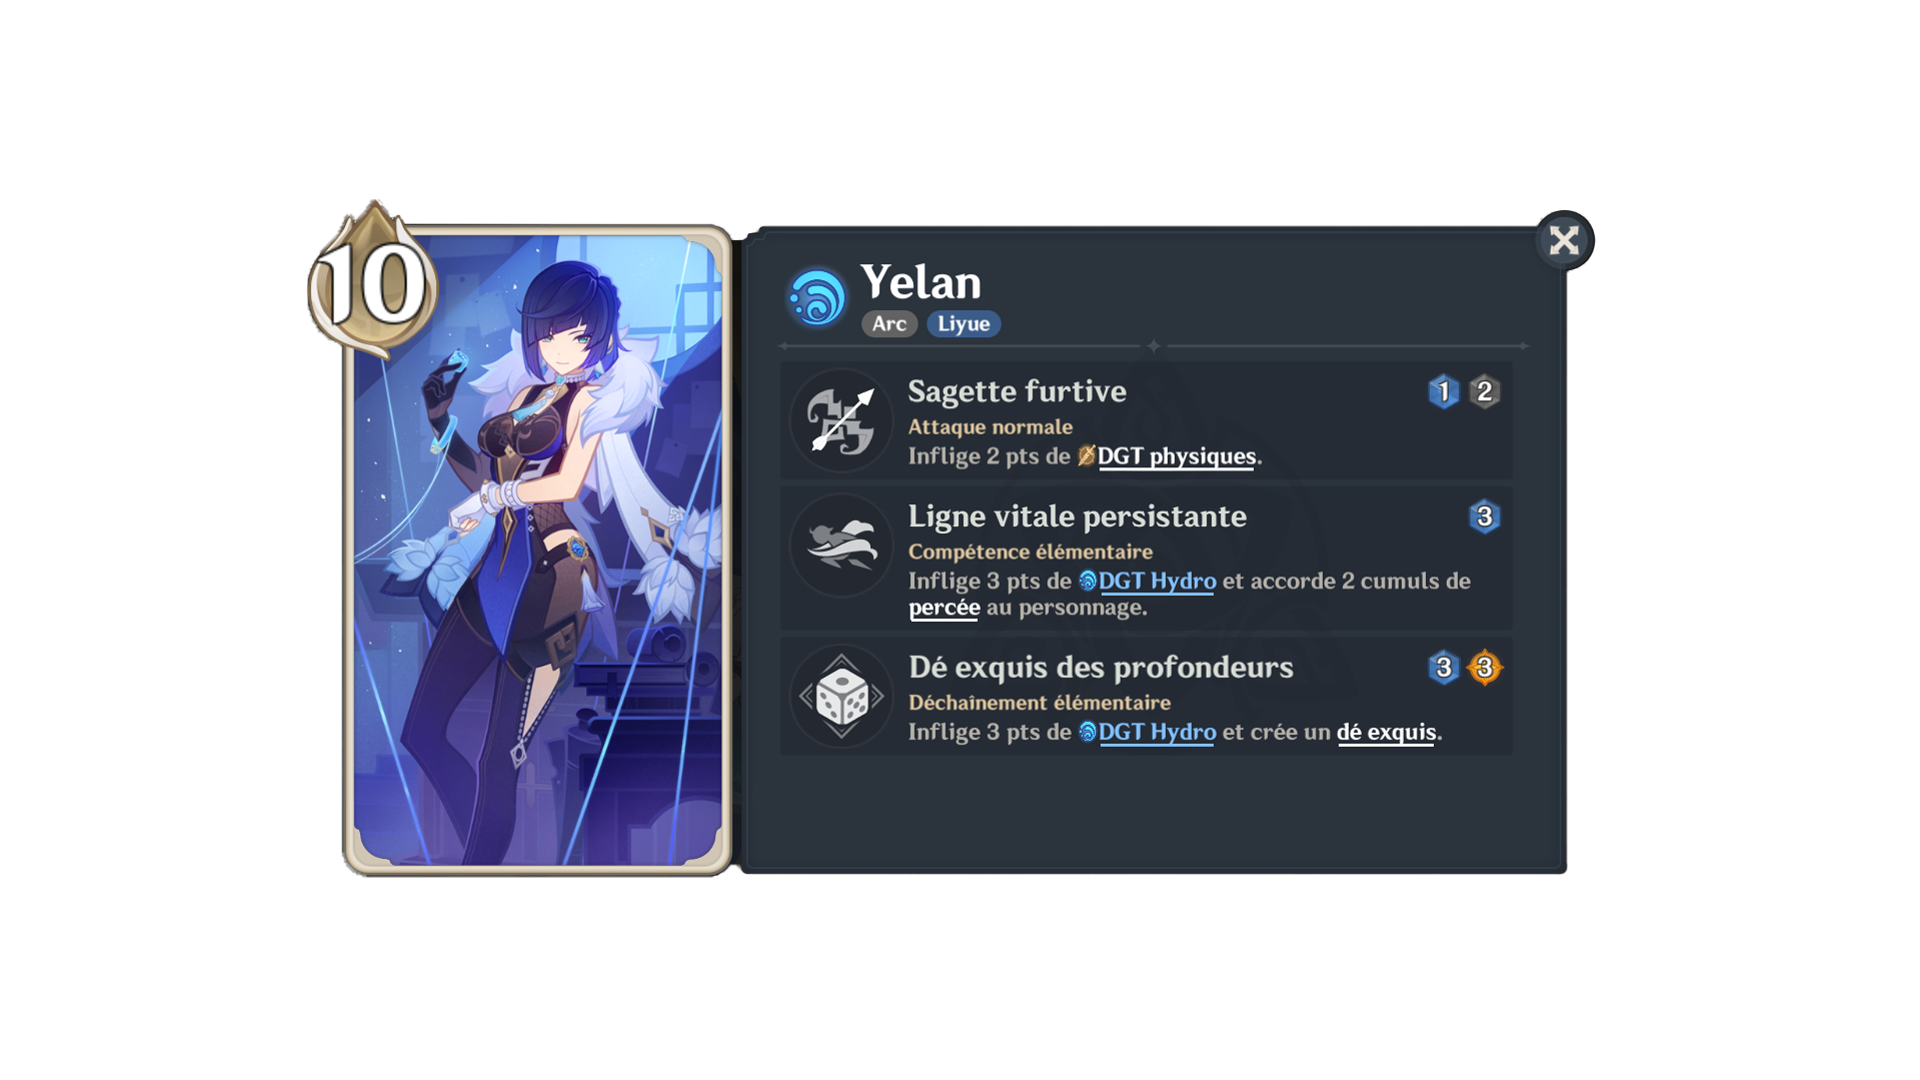 10
Yelan
Arc Liyue
Sagette furtive 1 2
Attaque normale
Inflige 2 pts de DGT physiques.
Ligne vitale persistante 3
Compétence élémentaire
Inflige 3 pts de DGT Hydro et accorde 2 cumuls de
percée au personnage.
Dé exquis des profondeurs 3 3
Déchaînement élémentaire
Inflige 3 pts de DGT Hydro et crée un dé exquis.